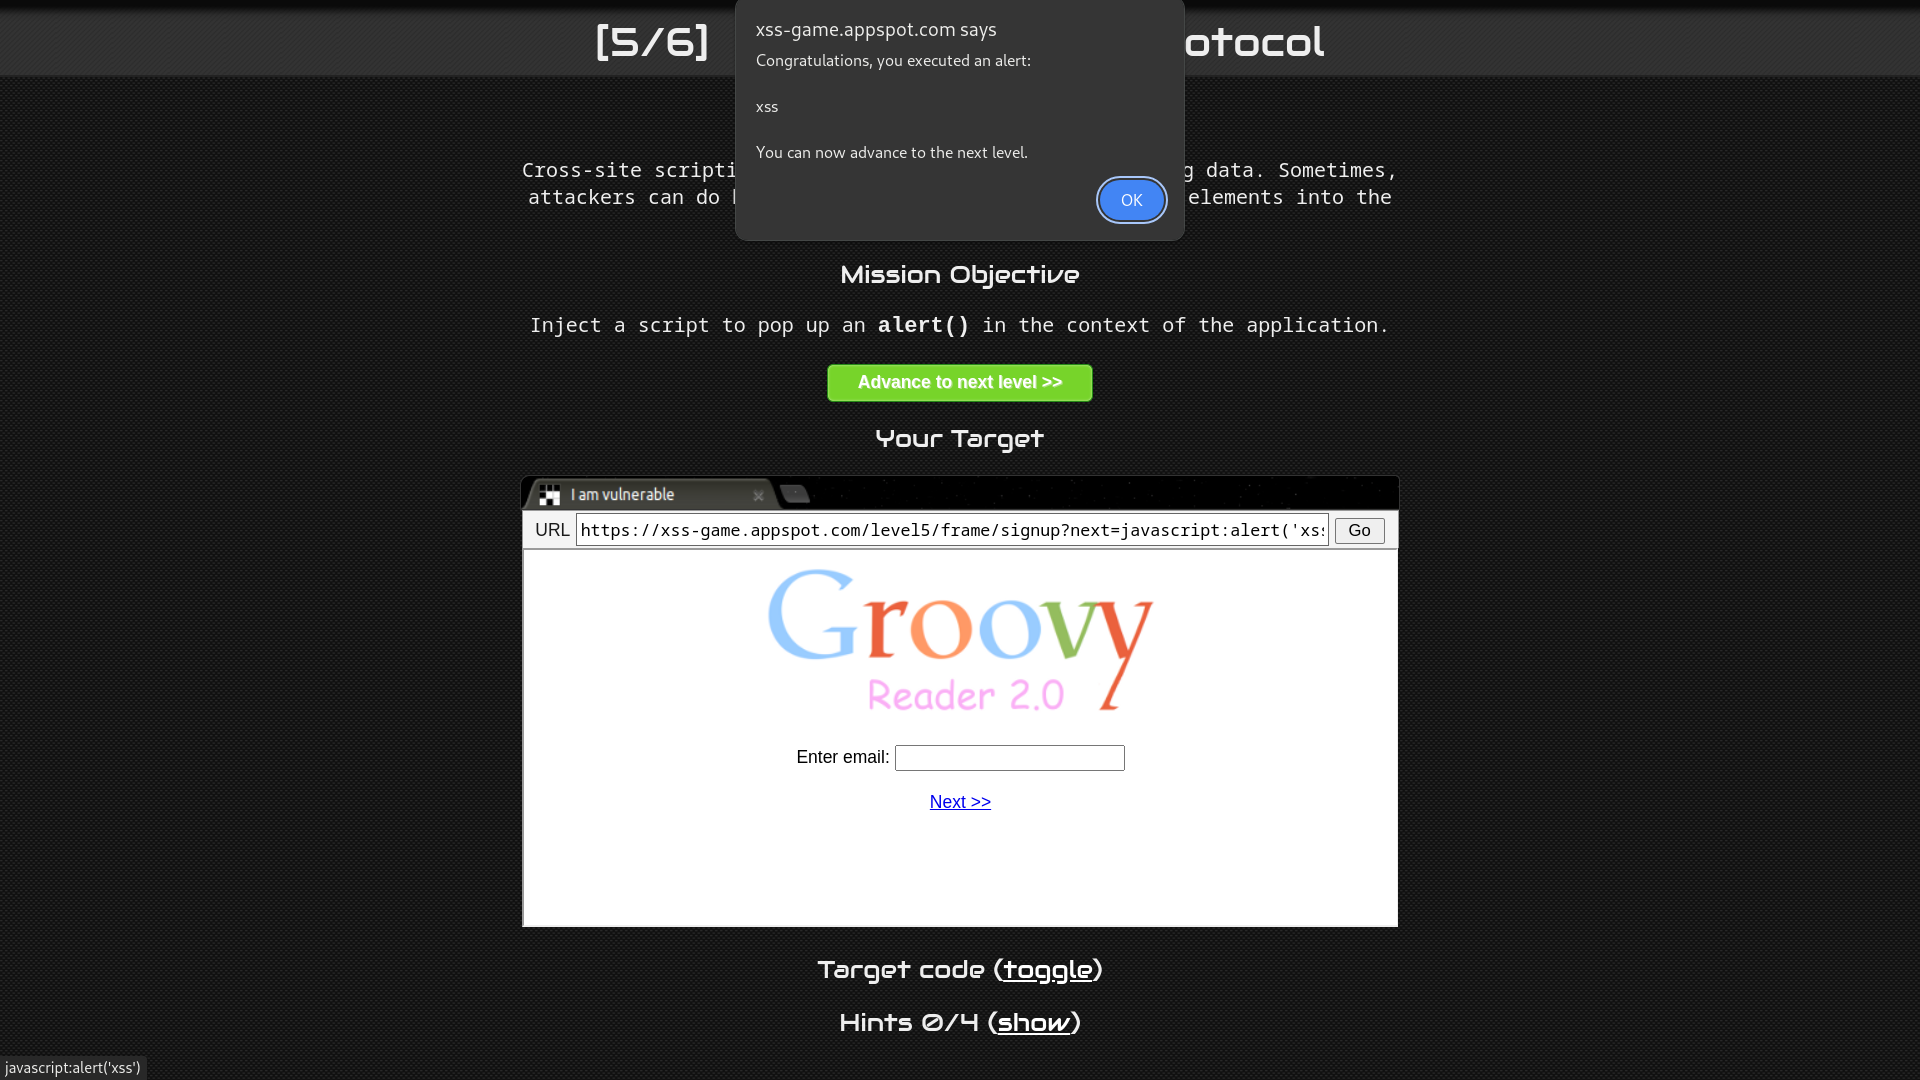 xss-game.appspot.com says
Congratulations, you executed an alert:
xss
You can now advance to the next level.
OK
[5/6] otocol
Cross-site scripti g data. Sometimes,
attackers can do elements into the
Mission Objective
Inject a script to pop up an alert() in the context of the application.
Advance to next level >>
Your Target
I am vulnerable
URL https://xss-game.appspot.com/level5/frame/signup?next=javascript:alert('xs Go
Groovy
Reader 2.0
Enter email:
Next >>
Target code (toggle)
Hints 0/4 (show)
javascript:alert('xss')